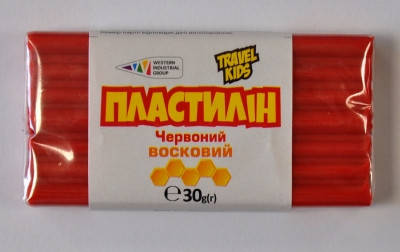 WESTERN
INDUSTRIAL
GROUP
TRAVEL
KIDS
ПЛАСТИЛІН
Червоний
восковий
℮30g(г)